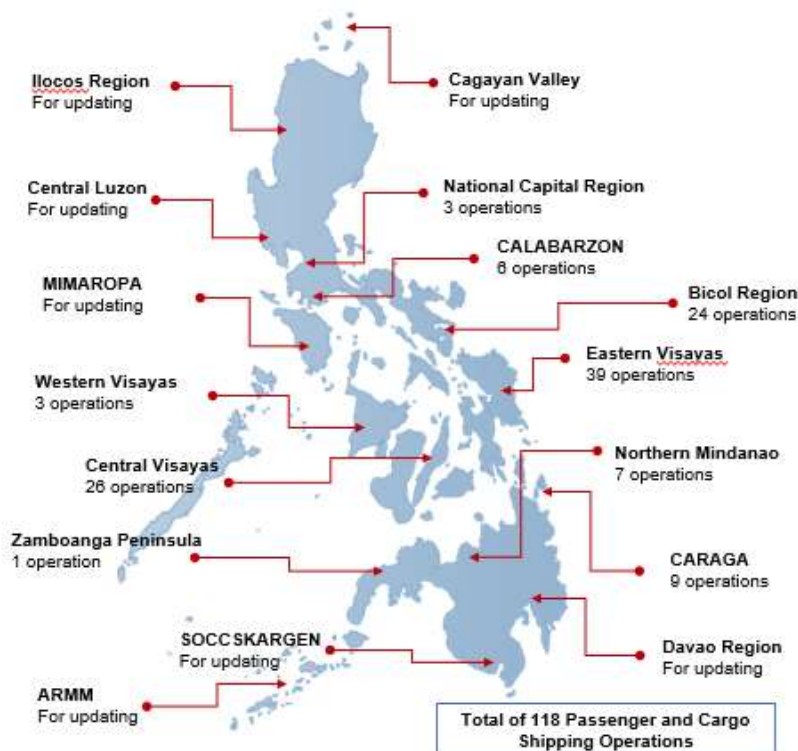 Ilocos Region
For updating
Cagayan Valley
For updating
Central Luzon
For updating
National Capital Region
3 operations
CALABARZON
6 operations
MIMAROPA
For updating
Bicol Region
24 operations
Eastern Visayas
39 operations
Western Visayas
3 operations
Northern Mindanao
7 operations
Central Visayas
26 operations
Zamboanga Peninsula
1 operation
CARAGA
9 operations
SOCCSKARGEN
For updating
Davao Region
For updating
ARMM
For updating
Total of 118 Passenger and Cargo
Shipping Operations